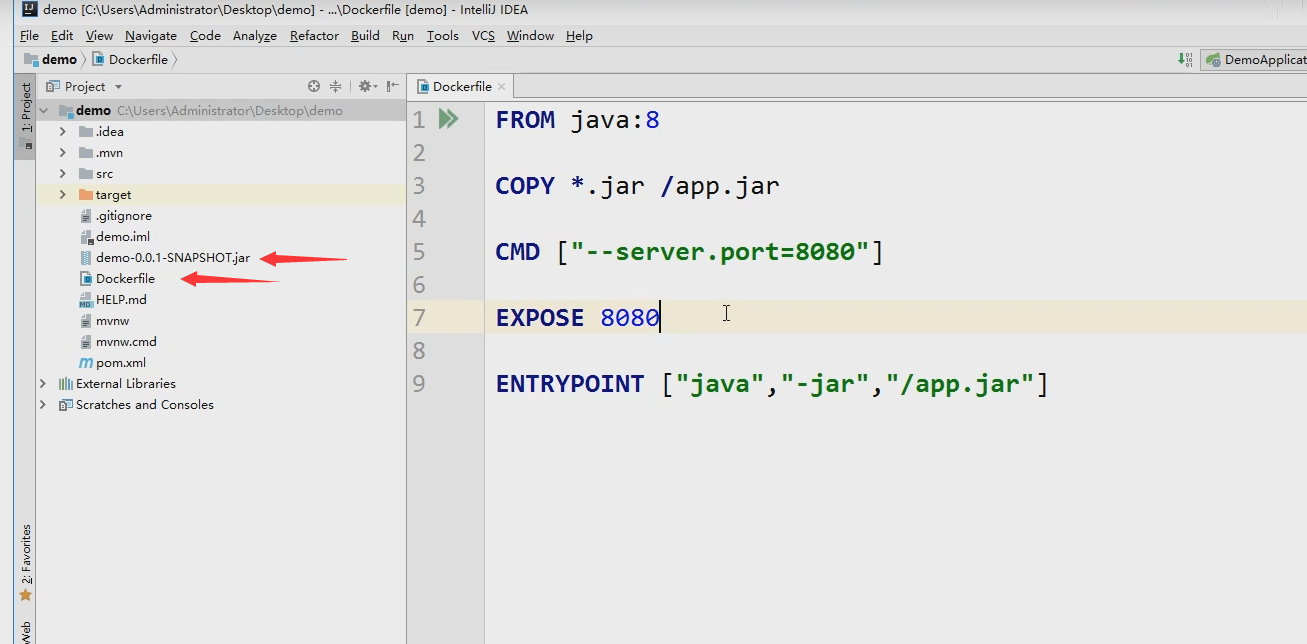 demo [C:\Users\Administrator\Desktop\demo] - ...\Dockerfile [demo] - IntelliJ IDEA
File Edit View Navigate Code Analyze Refactor Build Run Tools VCS Window Help
demo Dockerfile
DemoApplicat
1: Project
Project
demo C:\Users\Administrator\Desktop\demo
.idea
.mvn
src
target
.gitignore
demo.iml
demo-0.0.1-SNAPSHOT.jar
Dockerfile
HELP.md
mvnw
mvnw.cmd
pom.xml
External Libraries
Scratches and Consoles
2: Favorites
Web
Dockerfile
1 FROM java:8
2
3 COPY *.jar /app.jar
4
5 CMD ["--server.port=8080"]
6
7 EXPOSE 8080
8
9 ENTRYPOINT ["java","-jar","/app.jar"]